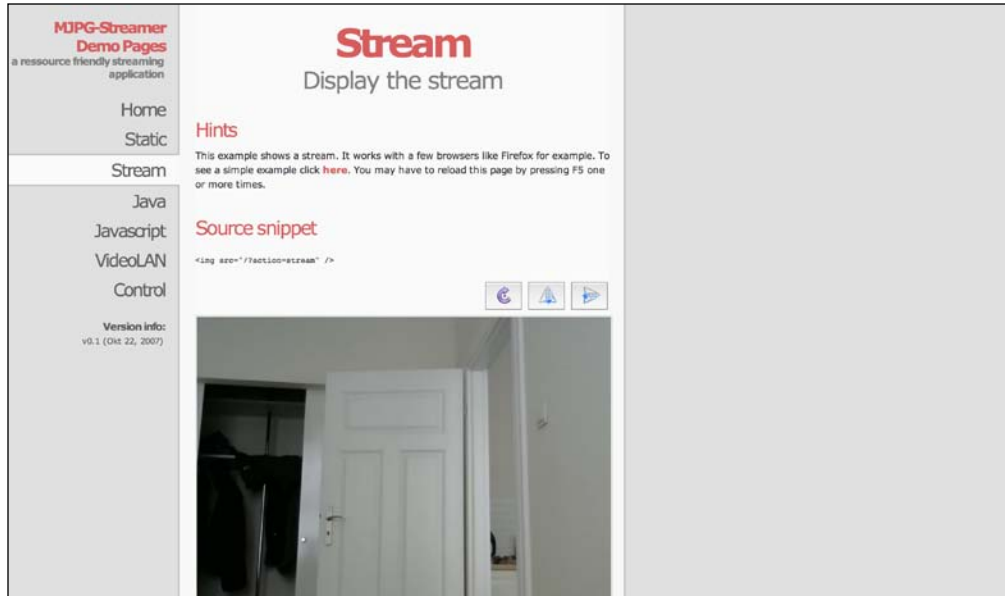 MJPG-Streamer
Demo Pages
a ressource friendly streaming
application
Home
Static
Stream
Java
Javascript
VideoLAN
Control
Version info:
v0.1 (Okt 22, 2007)
Stream
Display the stream
Hints
This example shows a stream. It works with a few browsers like Firefox for example. To
see a simple example click here. You may have to reload this page by pressing F5 one
or more times.
Source snippet
<img src="/?action=stream" />